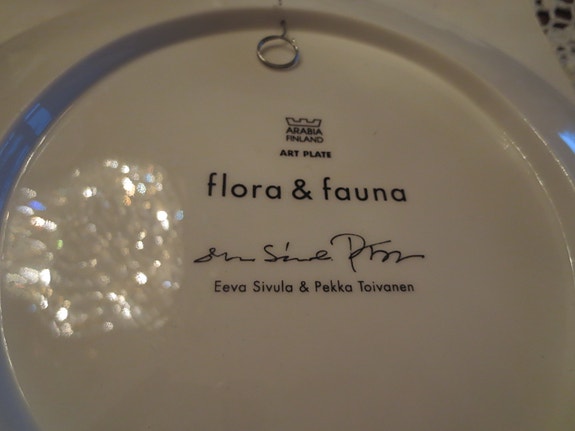 ARABIA
FINLAND
ART PLATE
flora & fauna
Eeva Sivula & Pekka Toivanen